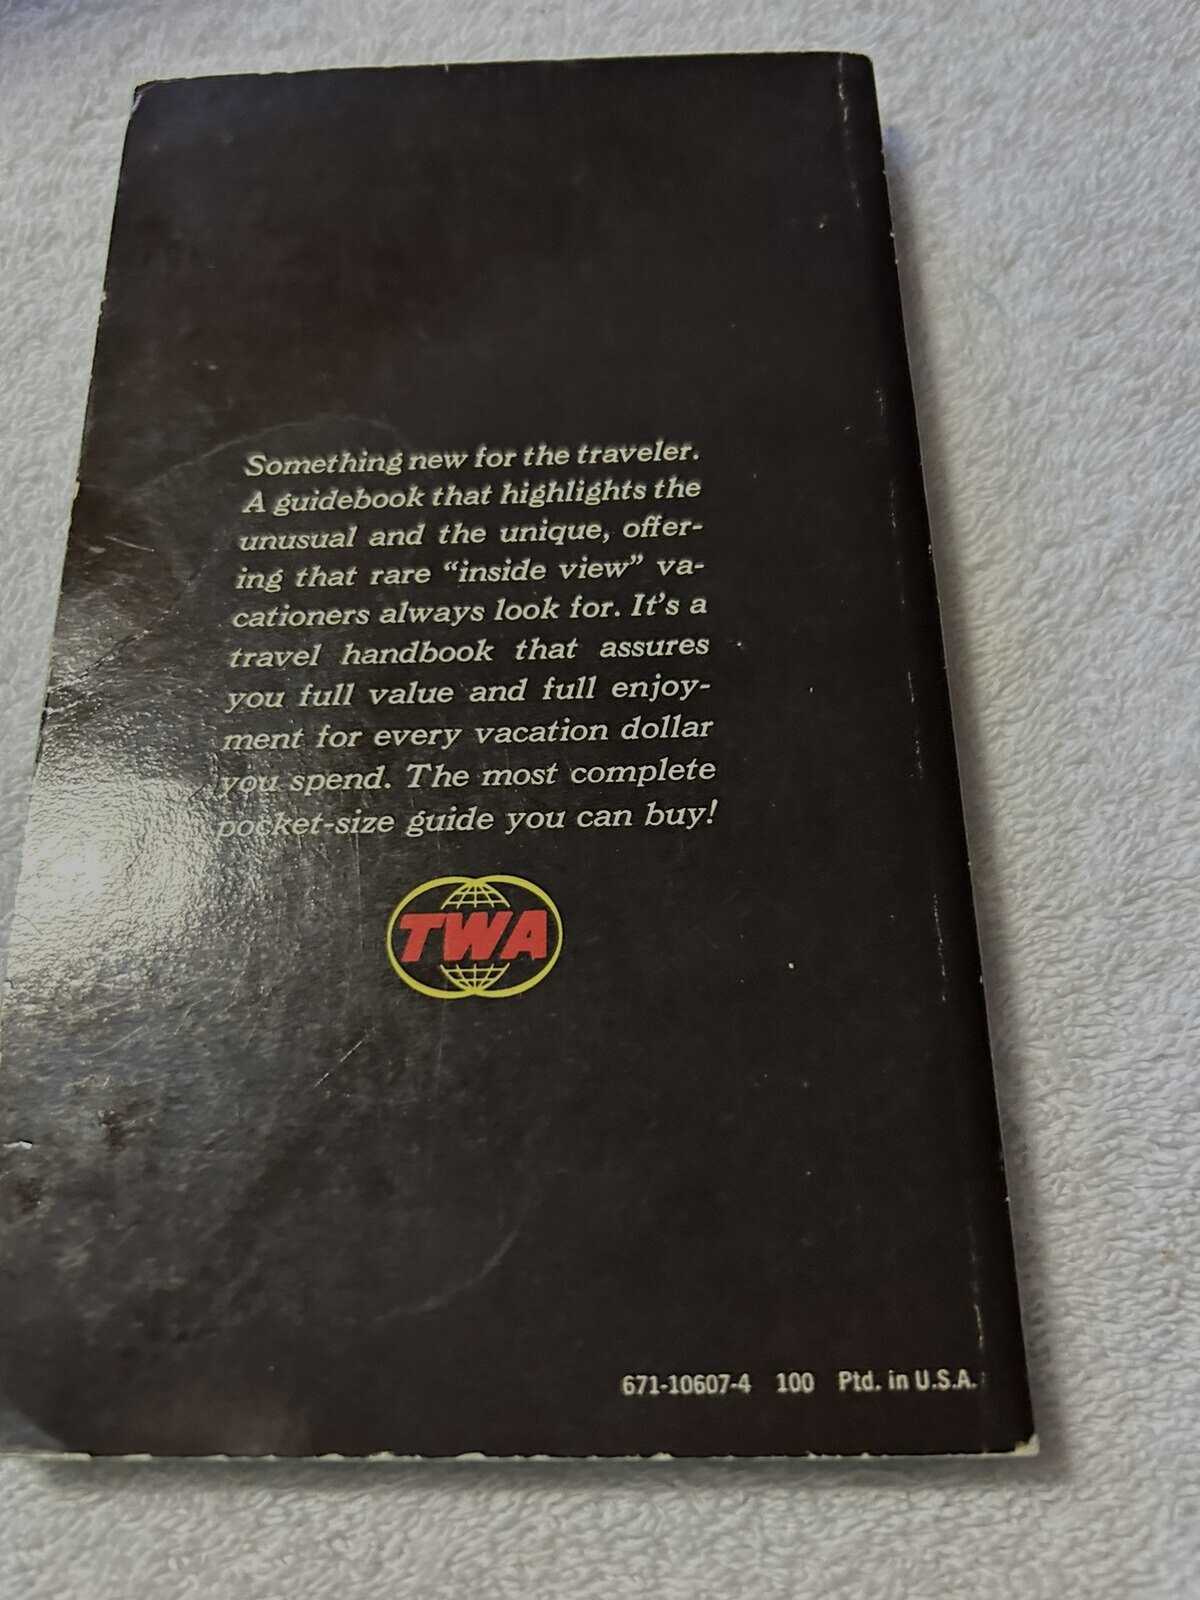 Something new for the traveler.
A guidebook that highlights the
unusual and the unique, offer-
ing that rare “inside view” va-
cationers always look for. It's a
travel handbook that assures
you full value and full enjoy-
ment for every vacation dollar
you spend. The most complete
pocket-size guide you can buy!
TWA
671-10607-4 100 Ptd. in U.S.A.